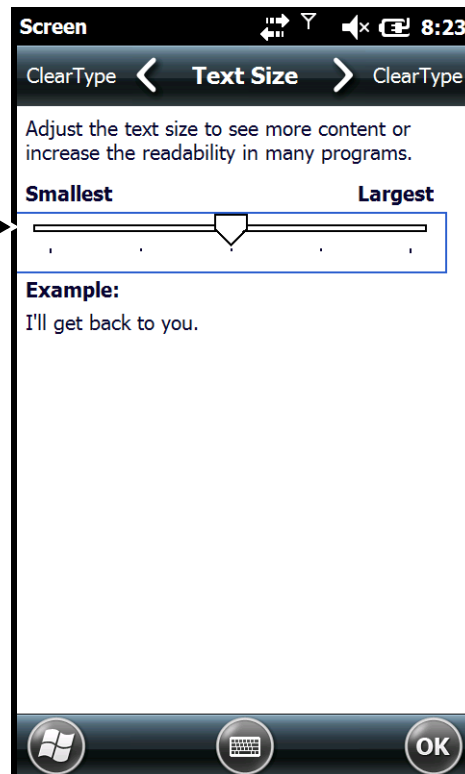 Screen 8:23
ClearType Text Size ClearType
Adjust the text size to see more content or
increase the readability in many programs.
Smallest Largest
Example:
I'll get back to you.
OK